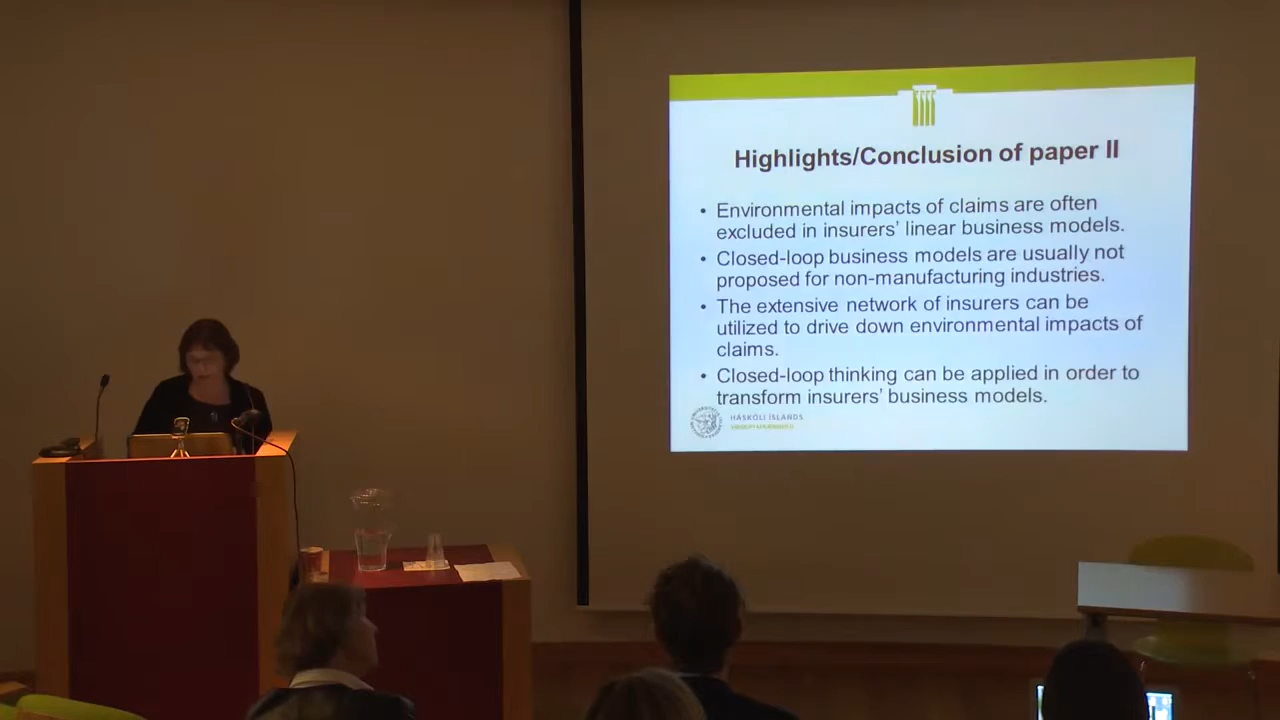 Highlights/Conclusion of paper II
• Environmental impacts of claims are often
excluded in insurers' linear business models.
• Closed-loop business models are usually not
proposed for non-manufacturing industries.
• The extensive network of insurers can be
utilized to drive down environmental impacts of
claims.
• Closed-loop thinking can be applied in order to
transform insurers' business models.
HÁSKÓLI ÍSLANDS